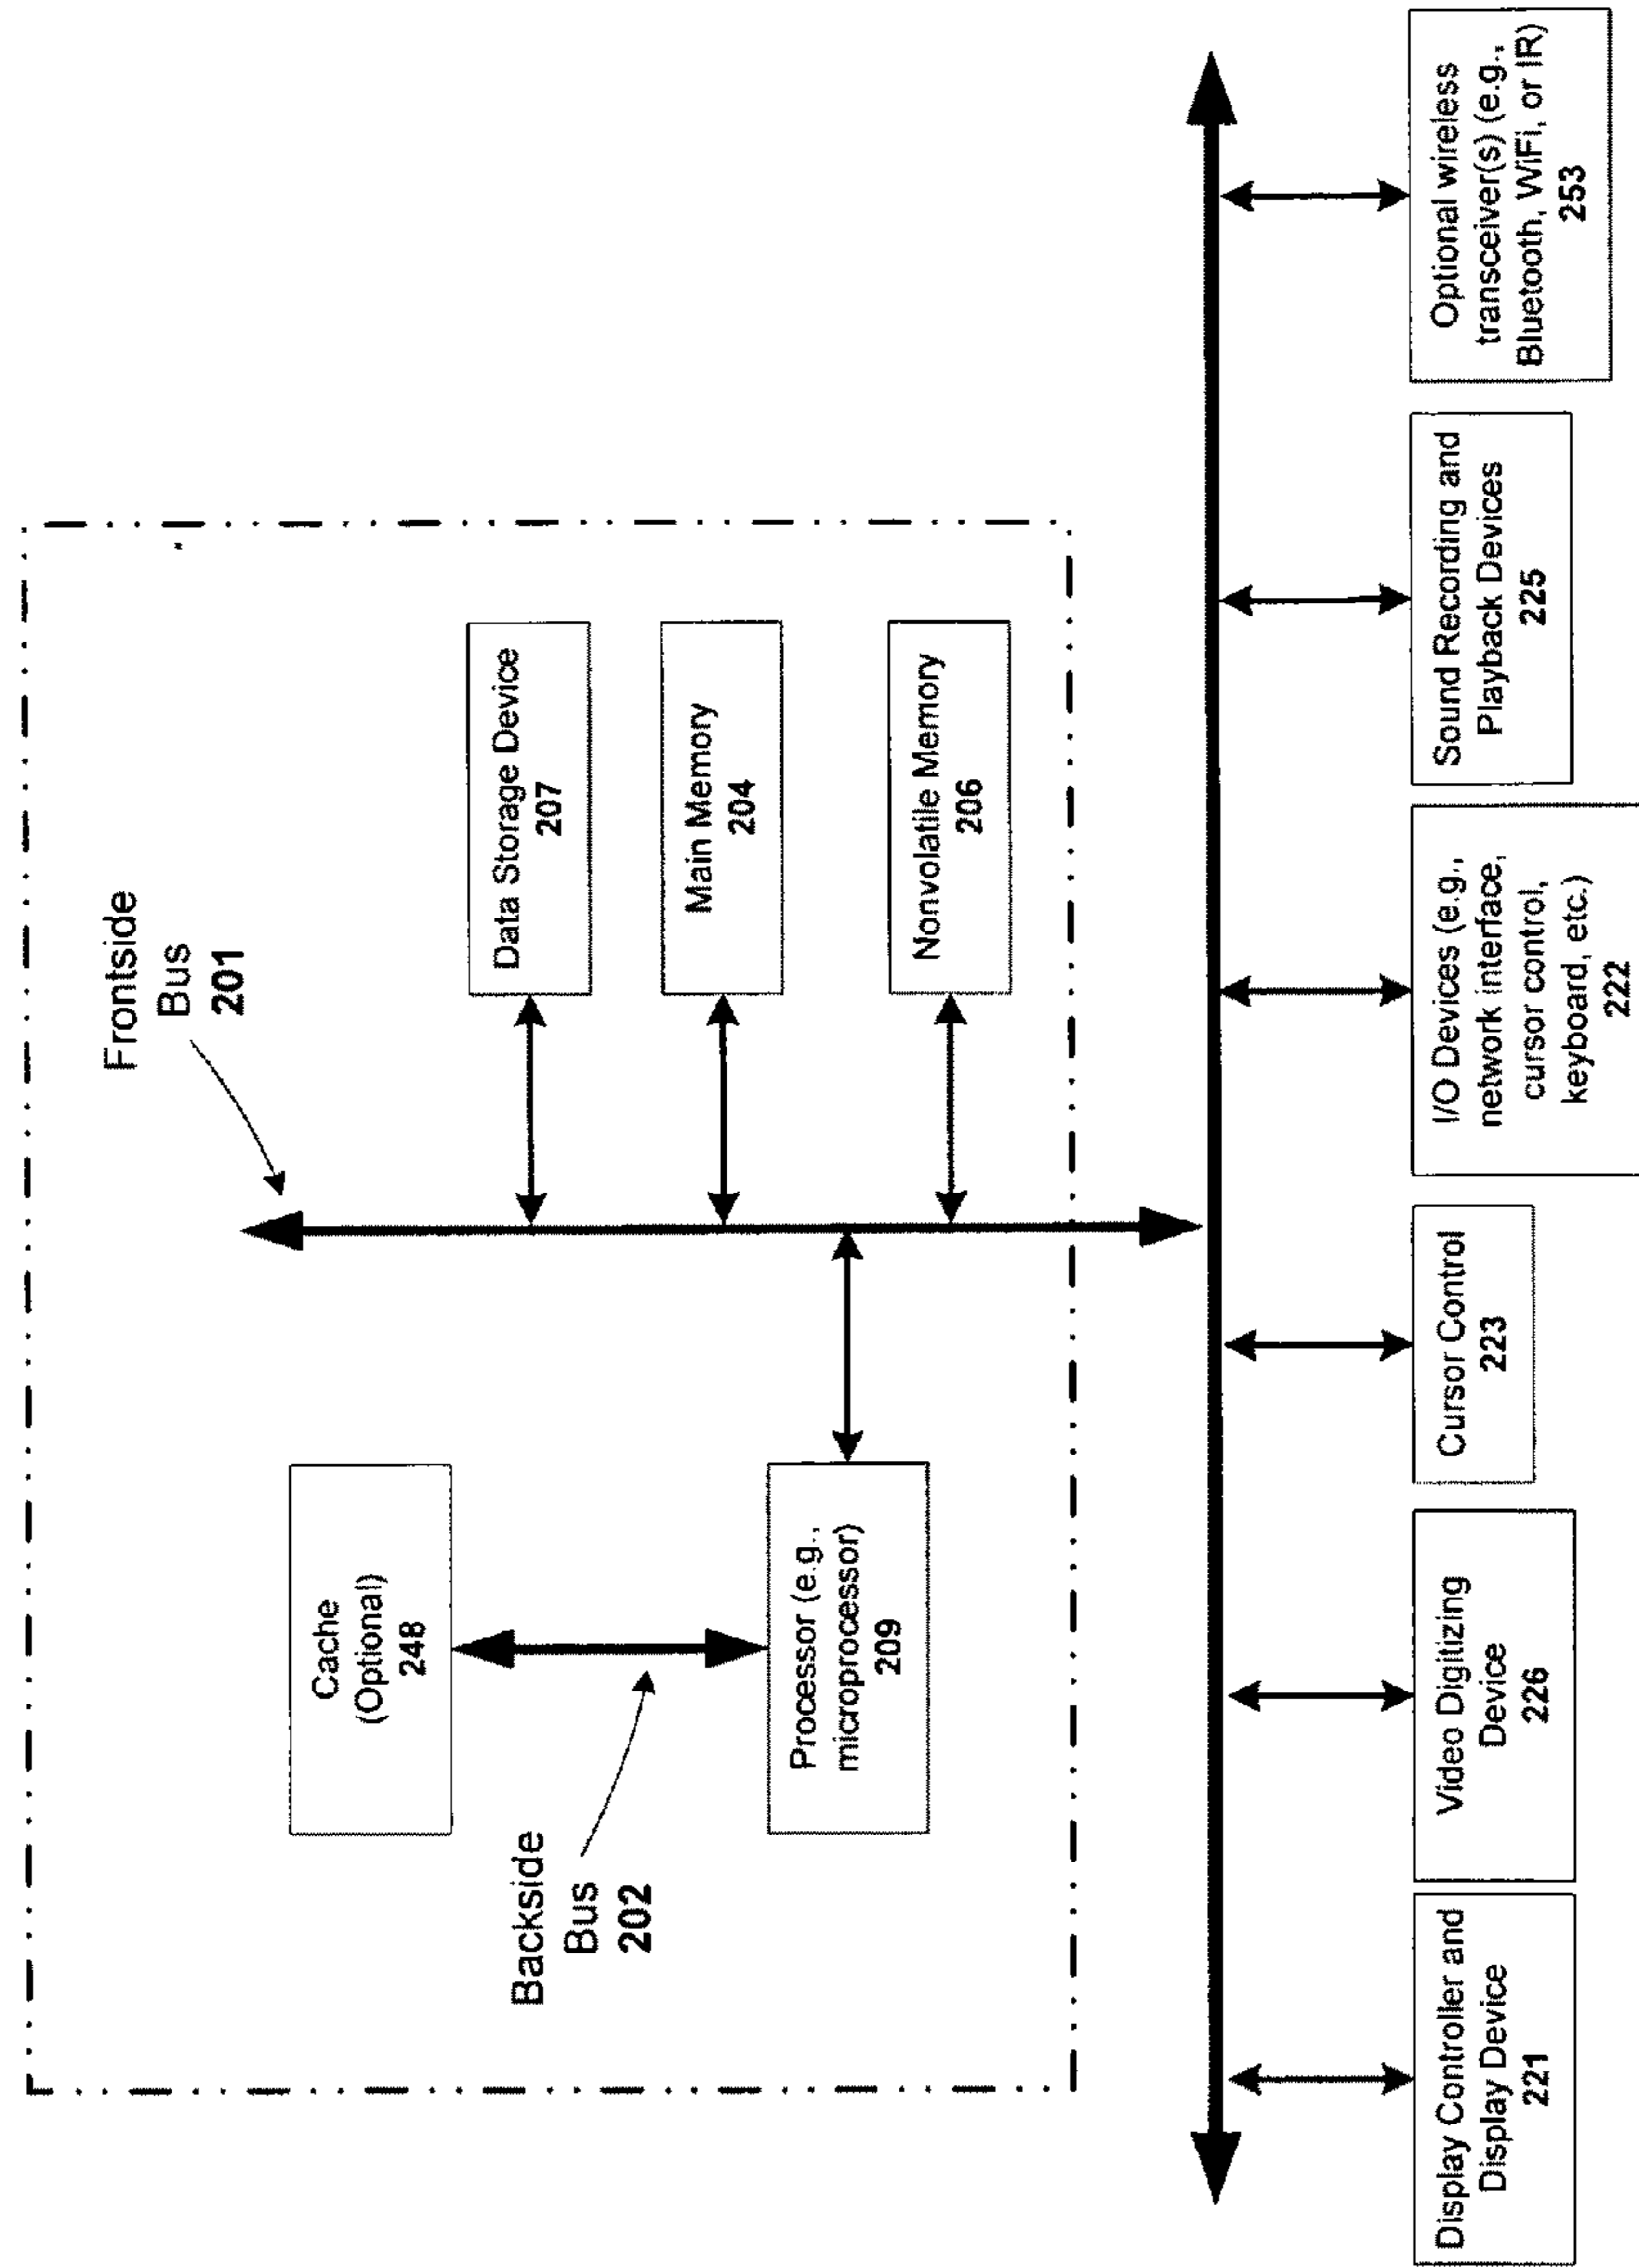 Frontside
Bus
201
Data Storage Device
207
Main Memory
204
Nonvolatile Memory
206
Cache
(Optional)
248
Backside
Bus
202
Processor (e.g.,
microprocessor)
209
Display Controller and
Display Device
221
Video Digitizing
Device
226
Cursor Control
223
I/O Devices (e.g.,
network interface,
cursor control,
keyboard, etc.)
222
Sound Recording and
Playback Devices
225
Optional wireless
transceiver(s) (e.g.,
Bluetooth, WiFi, or IR)
253